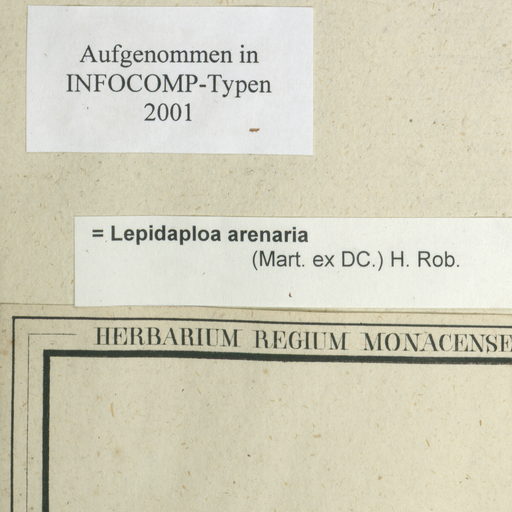 Aufgenommen in
INFOCOMP-Typen
2001
= Lepidaploa arenaria
(Mart. ex DC.) H. Rob.
HERBARIUM REGIUM MONACENSE